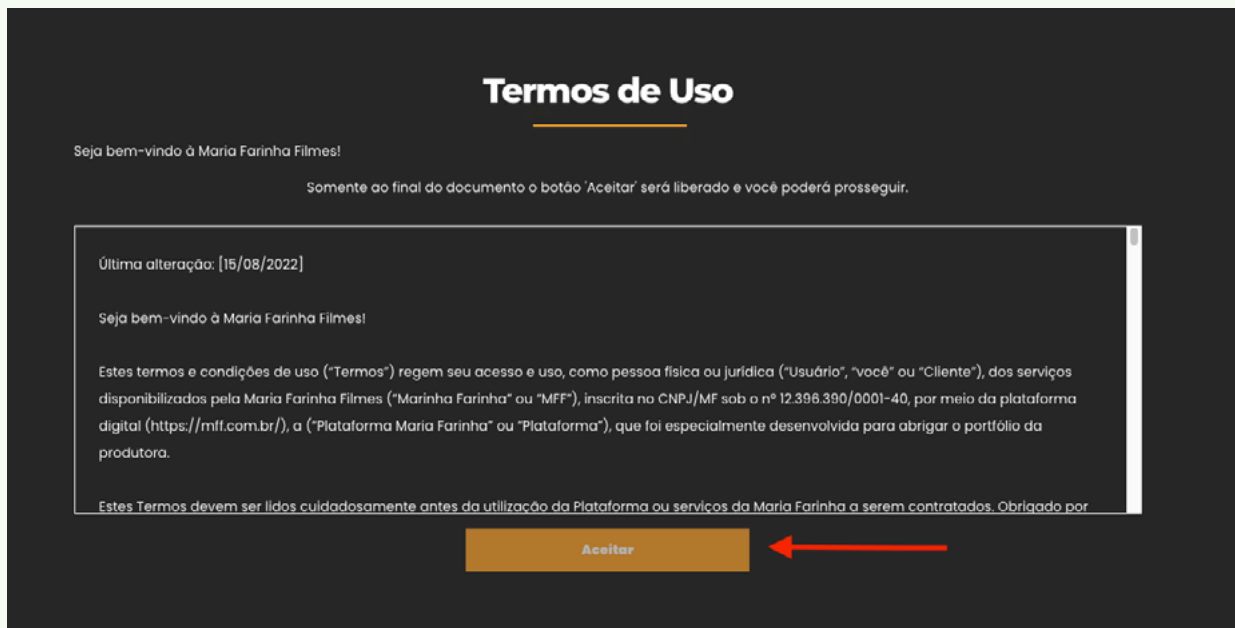 Termos de Uso
Seja bem-vindo à Maria Farinha Filmes!
Somente ao final do documento o botão 'Aceitar' será liberado e você poderá prosseguir.
Última alteração: [15/08/2022]
Seja bem-vindo à Maria Farinha Filmes!
Estes termos e condições de uso (“Termos”) regem seu acesso e uso, como pessoa física ou jurídica (“Usuário”, “você” ou “Cliente”), dos serviços
disponibilizados pela Maria Farinha Filmes (“Marinha Farinha” ou “MFF”), inscrita no CNPJ/MF sob o nº 12.396.390/0001-40, por meio da plataforma
digital (https://mff.com.br/), a (“Plataforma Maria Farinha” ou “Plataforma”), que foi especialmente desenvolvida para abrigar o portfólio da
produtora.
Estes Termos devem ser lidos cuidadosamente antes da utilização da Plataforma ou serviços da Maria Farinha a serem contratados. Obrigado por
Aceitar